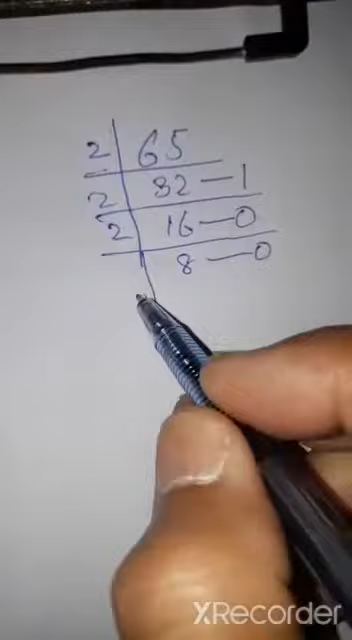 2 65
2 32 — 1
2 16 — 0
8 — 0
XRecorder